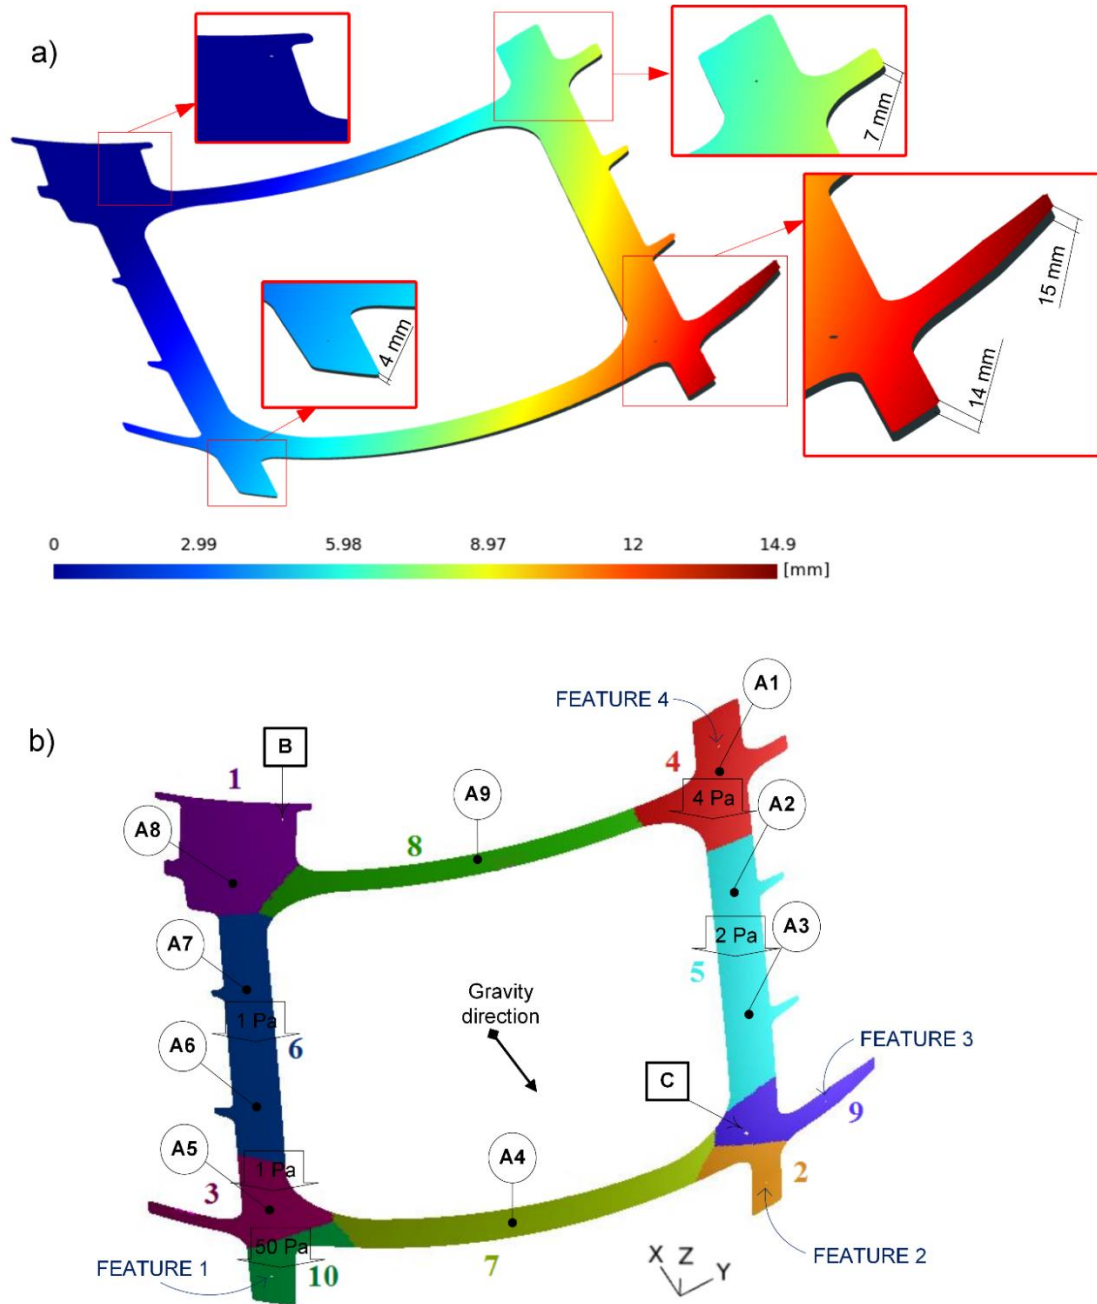 a)
7 mm
15 mm
14 mm
4 mm
0 2.99 5.98 8.97 12 14.9
[mm]
b)
FEATURE 4
A1
B
1
4
A9
4 Pa
A2
A8
8
A7
2 Pa
A3
5
Gravity
direction
1 Pa
6
A6
FEATURE 3
C
9
A5
A4
1 Pa
3
2
50 Pa
X Z Y
FEATURE 1
10
7
FEATURE 2